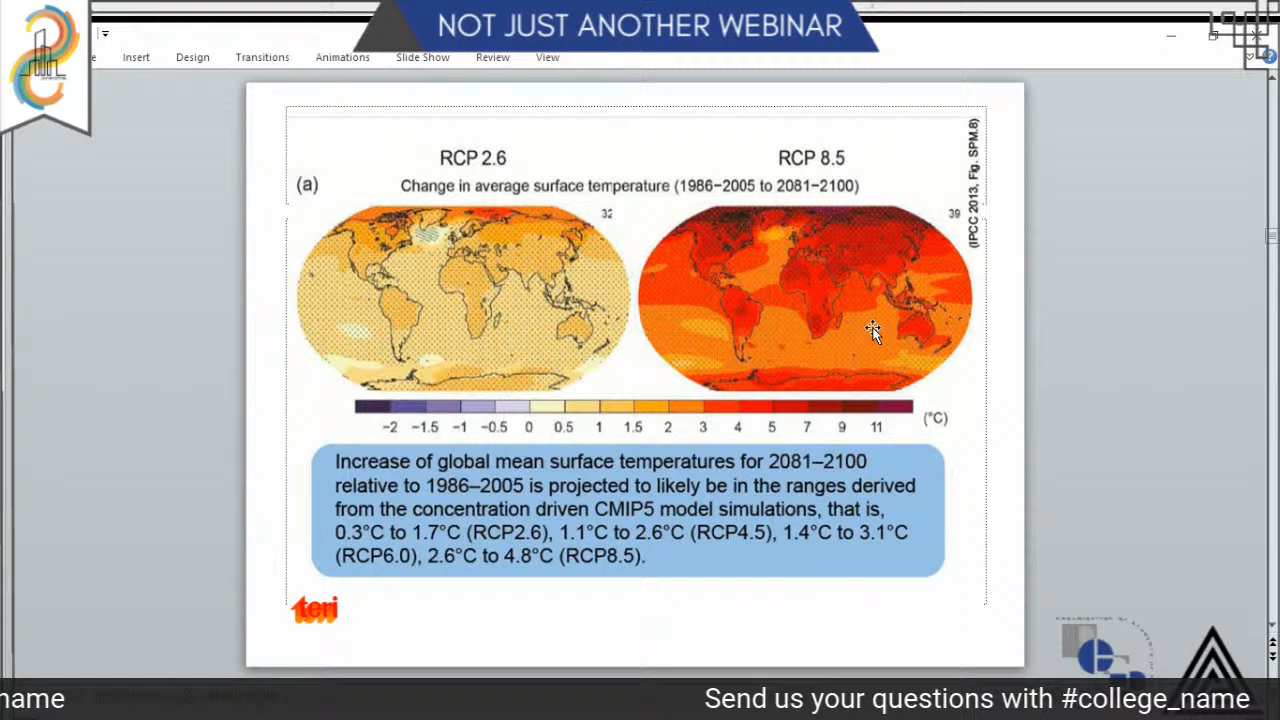 NOT JUST ANOTHER WEBINAR
e Insert Design Transitions Animations Slide Show Review View
RCP 2.6
RCP 8.5
(IPCC 2013, Fig. SPM.8)
(a)
Change in average surface temperature (1986−2005 to 2081−2100)
32
39
−2 −1.5 −1 −0.5 0 0.5 1 1.5 2 3 4 5 7 9 11
(°C)
Increase of global mean surface temperatures for 2081–2100
relative to 1986–2005 is projected to likely be in the ranges derived
from the concentration driven CMIP5 model simulations, that is,
0.3°C to 1.7°C (RCP2.6), 1.1°C to 2.6°C (RCP4.5), 1.4°C to 3.1°C
(RCP6.0), 2.6°C to 4.8°C (RCP8.5).
teri
name
Send us your questions with #college_name